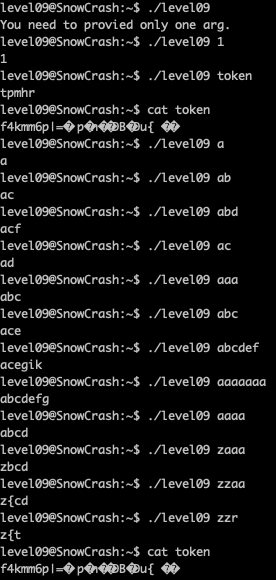 level09@SnowCrash:~$ ./level09
You need to provied only one arg.
level09@SnowCrash:~$ ./level09 1
1
level09@SnowCrash:~$ ./level09 token
tpmhr
level09@SnowCrash:~$ cat token
f4kmm6p|=�p�n��DB�Du{ ��
level09@SnowCrash:~$ ./level09 a
a
level09@SnowCrash:~$ ./level09 ab
ac
level09@SnowCrash:~$ ./level09 abd
acf
level09@SnowCrash:~$ ./level09 ac
ad
level09@SnowCrash:~$ ./level09 aaa
abc
level09@SnowCrash:~$ ./level09 abc
ace
level09@SnowCrash:~$ ./level09 abcdef
acegik
level09@SnowCrash:~$ ./level09 aaaaaaa
abcdefg
level09@SnowCrash:~$ ./level09 aaaa
abcd
level09@SnowCrash:~$ ./level09 zaaa
zbcd
level09@SnowCrash:~$ ./level09 zzaa
z{cd
level09@SnowCrash:~$ ./level09 zzr
z{t
level09@SnowCrash:~$ cat token
f4kmm6p|=�p�n��DB�Du{ ��